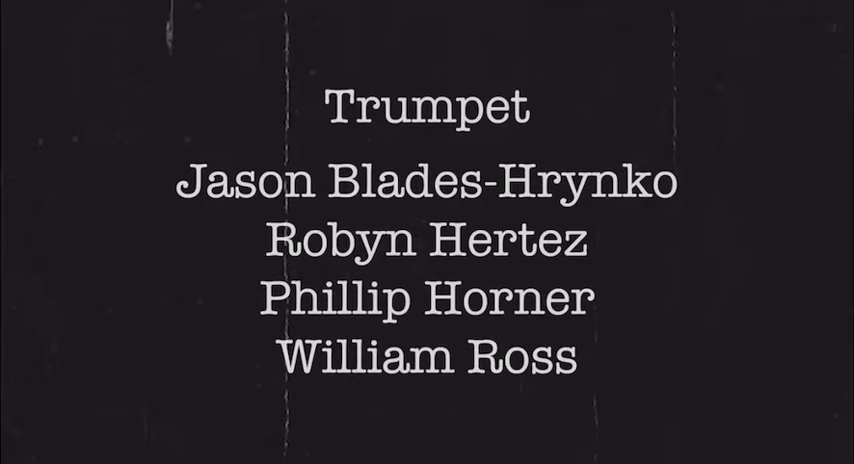 Trumpet
Jason Blades-Hrynko
Robyn Hertez
Phillip Horner
William Ross